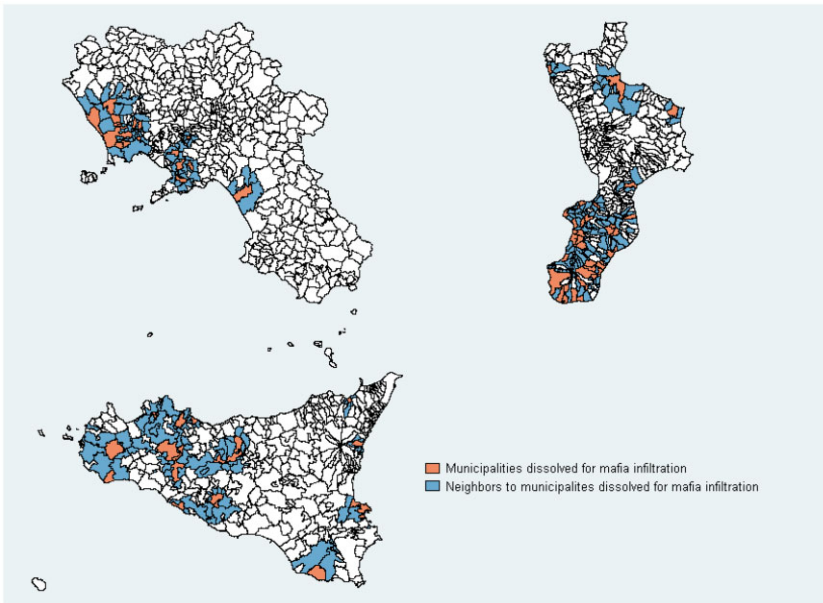 Municipalities dissolved for mafia infiltration
Neighbors to municipalites dissolved for mafia infiltration